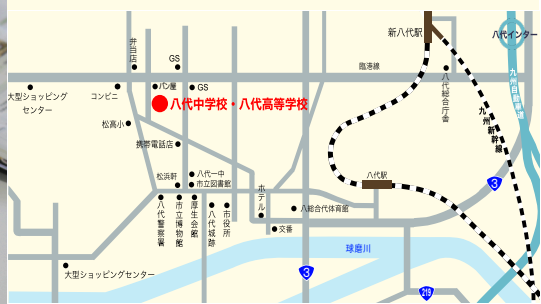 新八代駅
八代インター
弁当店
GS
臨港線
大型ショッピング
センター
コンビニ
パン屋
GS
八代総合庁舎
九州自動車道
八代中学校・八代高等学校
九州新幹線
松高小
携帯電話店
松浜軒
八代一中
市立図書館
八代駅
3
ホテル
八代警察署
市立博物館
厚生会館
八代城跡
市役所
八総合代体育館
交番
球磨川
大型ショッピングセンター
3
219